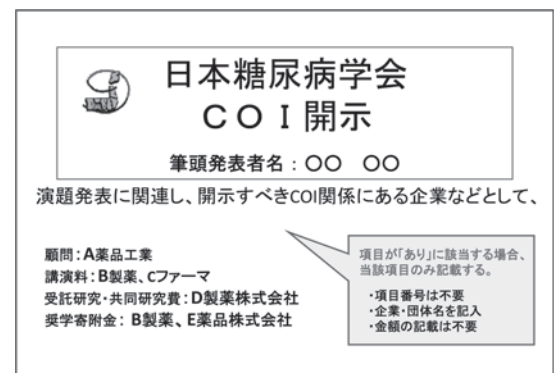 日本糖尿病学会
ＣＯＩ開示
筆頭発表者名：〇〇　〇〇
演題発表に関連し、開示すべきCOI関係にある企業などとして、
顧問：A薬品工業
講演料：B製薬、Cファーマ
受託研究・共同研究費：D製薬株式会社
奨学寄附金： B製薬、E薬品株式会社
項目が「あり」に該当する場合、
当該項目のみ記載する。
・項目番号は不要
・企業・団体名を記入
・金額の記載は不要